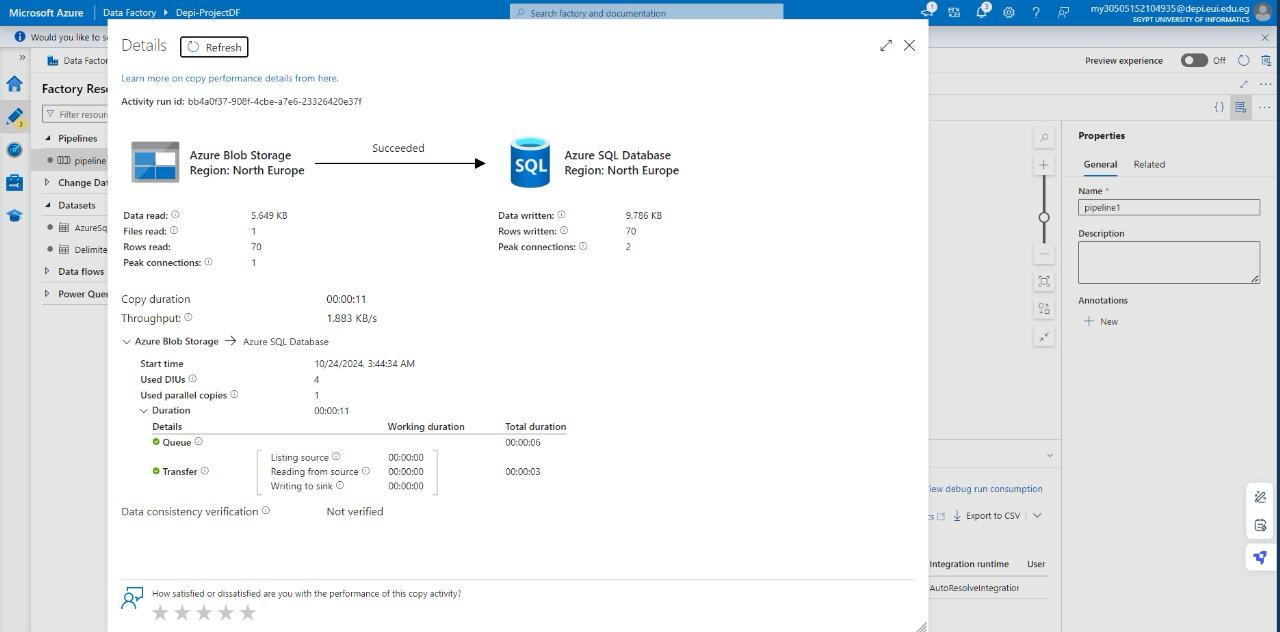 Microsoft Azure
Data Factory
Depi-ProjectDF
Search factory and documentation
1
3
my30505152104935@depi.eui.edu.eg
EGYPT UNIVERSITY OF INFORMATICS
Would you like to s
Data Factor
Preview experience
Off
Factory Res
Filter resour
Pipelines
pipeline
Change Dat
Datasets
AzureSq
Delimite
Data flows
Power Quer
Details
Refresh
Learn more on copy performance details from here.
Activity run id: bb4a0f37-908f-4cbe-a7e6-23326420e37f
Azure Blob Storage
Region: North Europe
Succeeded
SQL
Azure SQL Database
Region: North Europe
Data read: 5.649 KB
Files read: 1
Rows read: 70
Peak connections: 1
Data written: 9.786 KB
Rows written: 70
Peak connections: 2
Copy duration 00:00:11
Throughput: 1.883 KB/s
Azure Blob Storage → Azure SQL Database
Start time 10/24/2024, 3:44:34 AM
Used DIUs 4
Used parallel copies 1
Duration 00:00:11
Details Working duration Total duration
Queue 00:00:06
Listing source 00:00:00
Transfer Reading from source 00:00:00 00:00:03
Writing to sink 00:00:00
Data consistency verification Not verified
How satisfied or dissatisfied are you with the performance of this copy activity?
Properties
General Related
Name *
pipeline1
Description
Annotations
New
iew debug run consumption
cs
Export to CSV
Integration runtime User
AutoResolveIntegration